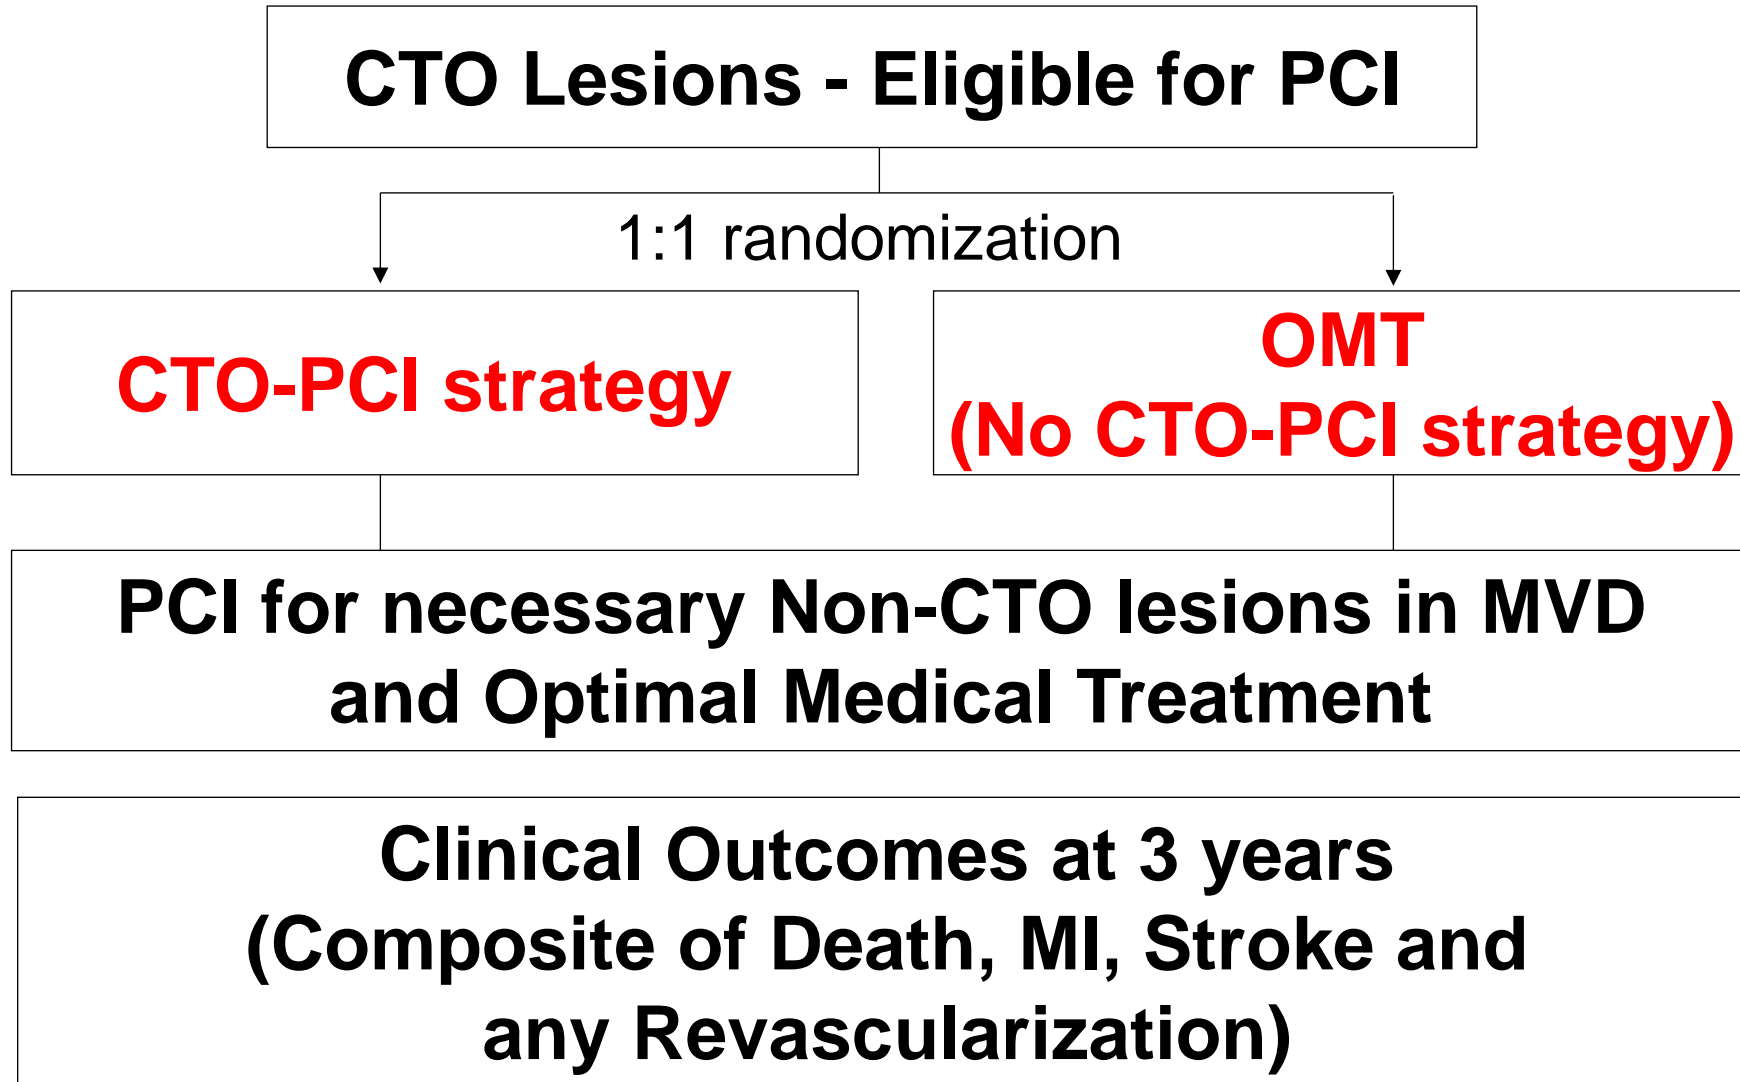 CTO Lesions - Eligible for PCI
1:1 randomization
CTO-PCI strategy
OMT
(No CTO-PCI strategy)
PCI for necessary Non-CTO lesions in MVD
and Optimal Medical Treatment
Clinical Outcomes at 3 years
(Composite of Death, MI, Stroke and
any Revascularization)